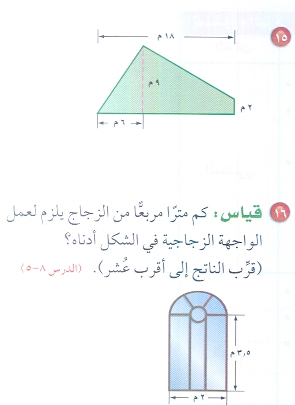 ١٥
١٨ م
٩ م
٢ م
٦ م
١٦ قياس: كم مترًا مربعًّا من الزجاج يلزم لعمل
الواجهة الزجاجية في الشكل أدناه؟
(قرِّب الناتج إلى أقرب عُشر). (الدرس ٨-٥)
٣,٥ م
٢ م